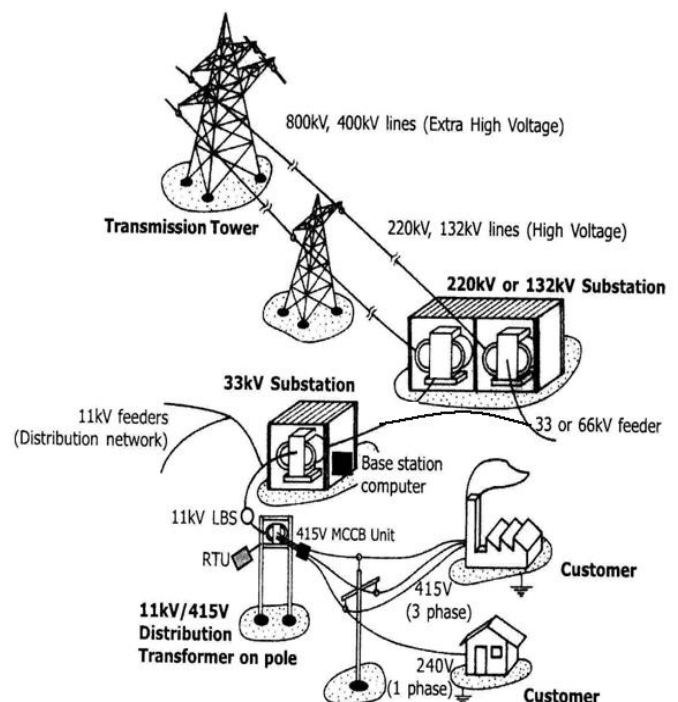 800kV, 400kV lines (Extra High Voltage)
Transmission Tower
220kV, 132kV lines (High Voltage)
220kV or 132kV Substation
33kV Substation
11kV feeders
(Distribution network)
33 or 66kV feeder
Base station
computer
11kV LBS
415V MCCB Unit
RTU
Customer
415V
(3 phase)
11kV/415V
Distribution
Transformer on pole
240V
(1 phase)
Customer